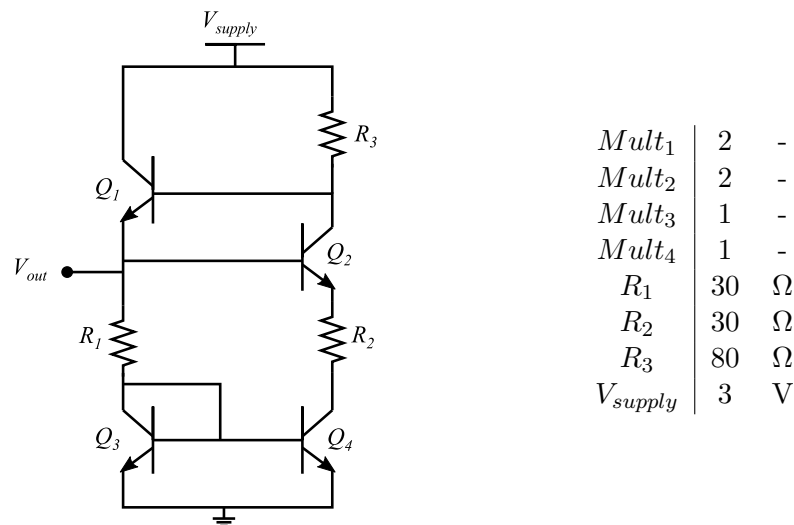 V_supply
R_3
Q_1
Q_2
V_out
R_1
R_2
Q_3
Q_4
Mult_1 2 -
Mult_2 2 -
Mult_3 1 -
Mult_4 1 -
R_1 30 Ω
R_2 30 Ω
R_3 80 Ω
V_supply 3 V